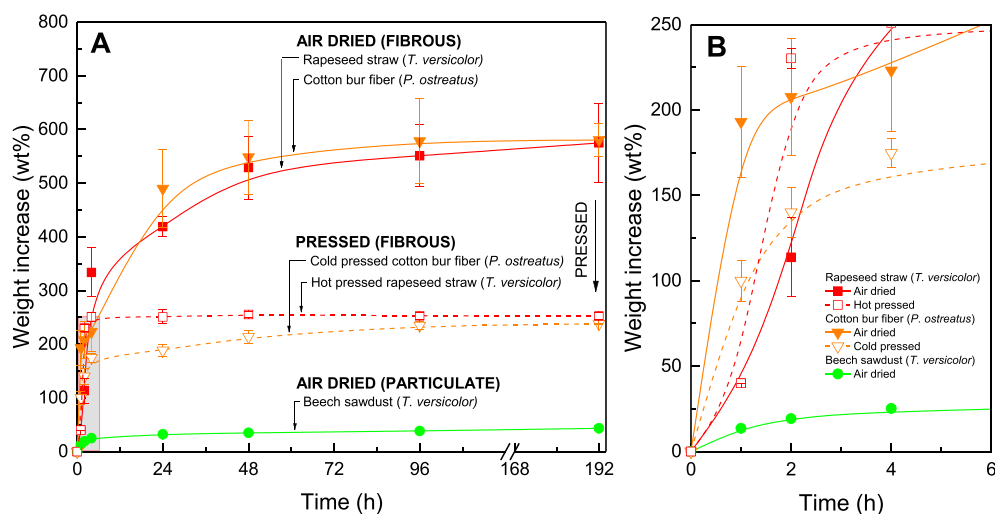 A
AIR DRIED (FIBROUS)
Rapeseed straw (T. versicolor)
Cotton bur fiber (P. ostreatus)
PRESSED (FIBROUS)
Cold pressed cotton bur fiber (P. ostreatus)
Hot pressed rapeseed straw (T. versicolor)
PRESSED
AIR DRIED (PARTICULATE)
Beech sawdust (T. versicolor)
Weight increase (wt%)
800
700
600
500
400
300
200
100
0
0 24 48 72 96 168 192
Time (h)
B
Weight increase (wt%)
250
200
150
100
50
0
Rapeseed straw (T. versicolor)
Air dried
Hot pressed
Cotton bur fiber (P. ostreatus)
Air dried
Cold pressed
Beech sawdust (T. versicolor)
Air dried
0 2 4 6
Time (h)